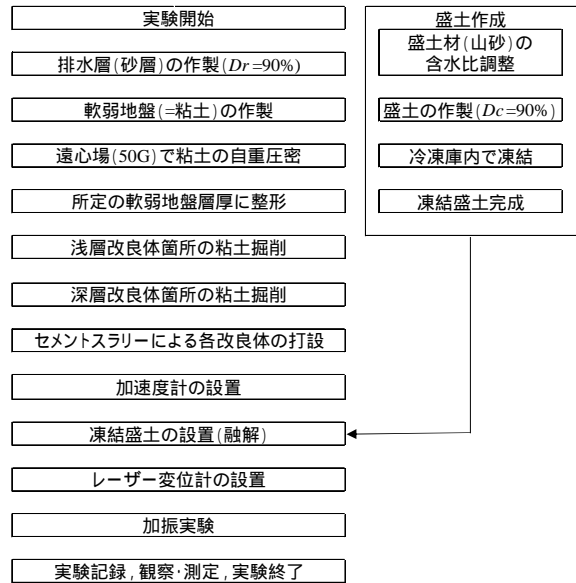 実験開始
排水層(砂層)の作製(Dr=90%)
軟弱地盤(=粘土)の作製
遠心場(50G)で粘土の自重圧密
所定の軟弱地盤層厚に整形
浅層改良体箇所の粘土掘削
深層改良体箇所の粘土掘削
セメントスラリーによる各改良体の打設
加速度計の設置
凍結盛土の設置(融解)
レーザー変位計の設置
加振実験
実験記録,観察・測定,実験終了
盛土作成
盛土材(山砂)の
含水比調整
盛土の作製(Dc=90%)
冷凍庫内で凍結
凍結盛土完成